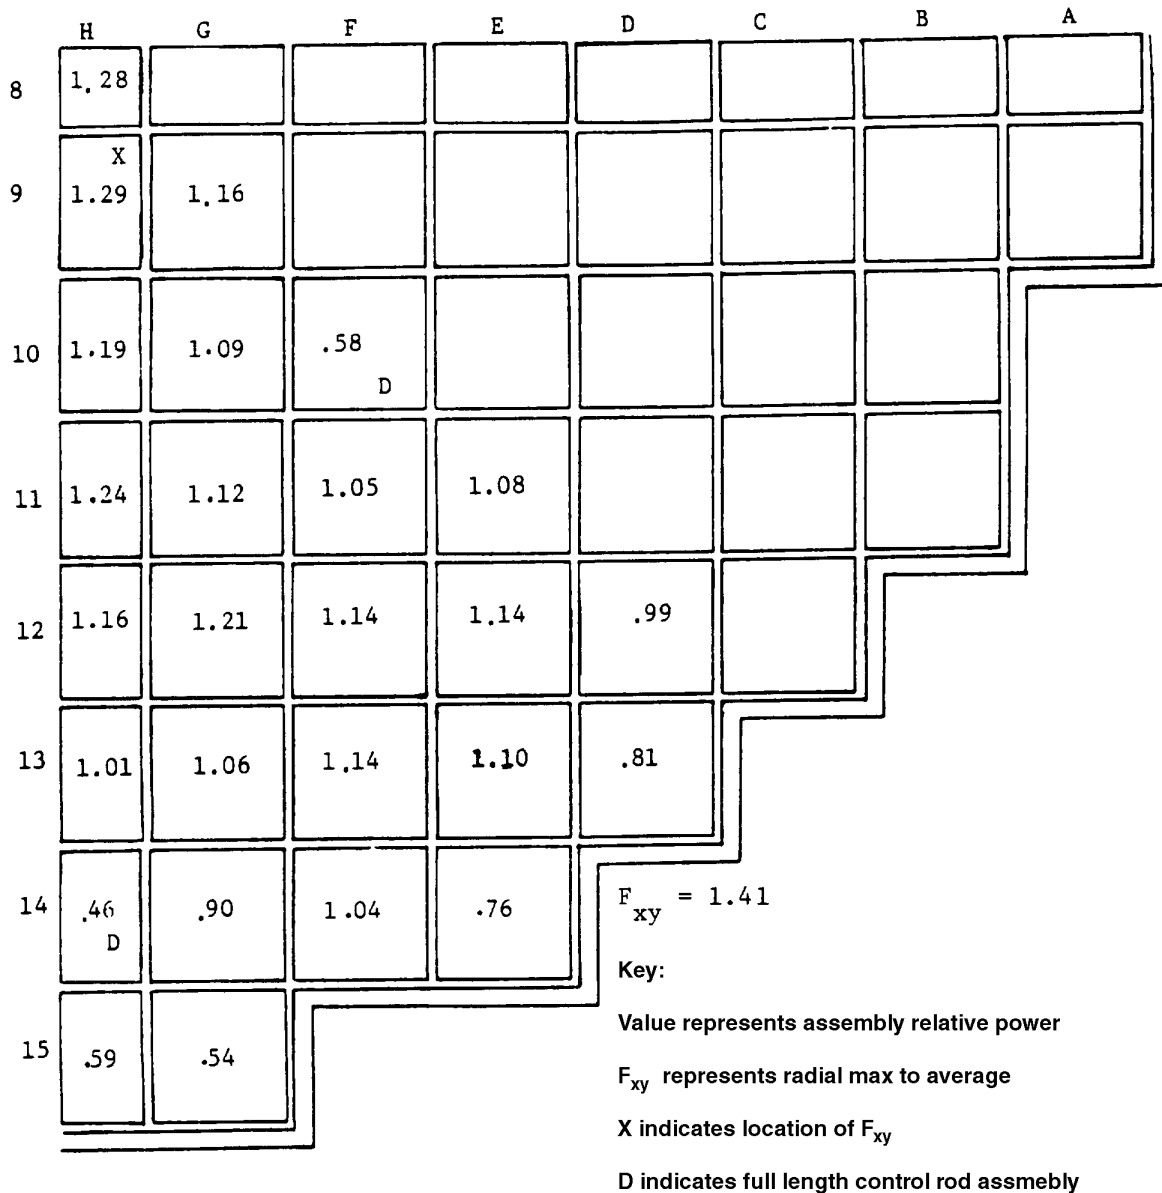 H G F E D C B A
8 1.28
X
9 1.29 1.16
10 1.19 1.09 .58
D
11 1.24 1.12 1.05 1.08
12 1.16 1.21 1.14 1.14 .99
13 1.01 1.06 1.14 1.10 .81
14 .46 .90 1.04 .76
D
15 .59 .54
Fxy = 1.41
Key:
Value represents assembly relative power
Fxy represents radial max to average
X indicates location of Fxy
D indicates full length control rod assmebly